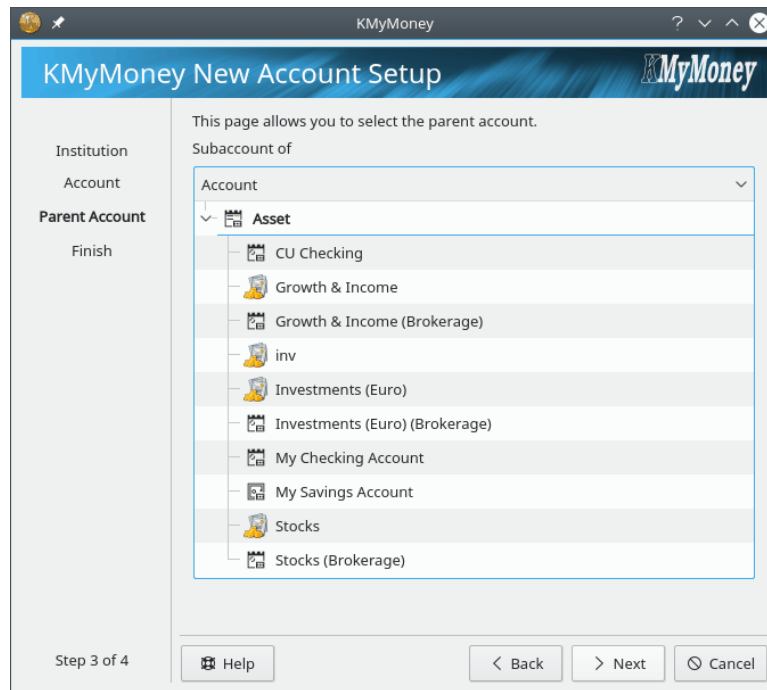 KMyMoney
KMyMoney New Account Setup
KMyMoney
Institution
Account
Parent Account
Finish
Step 3 of 4
This page allows you to select the parent account.
Subaccount of
Account
Asset
CU Checking
Growth & Income
Growth & Income (Brokerage)
inv
Investments (Euro)
Investments (Euro) (Brokerage)
My Checking Account
My Savings Account
Stocks
Stocks (Brokerage)
Help
Back
Next
Cancel